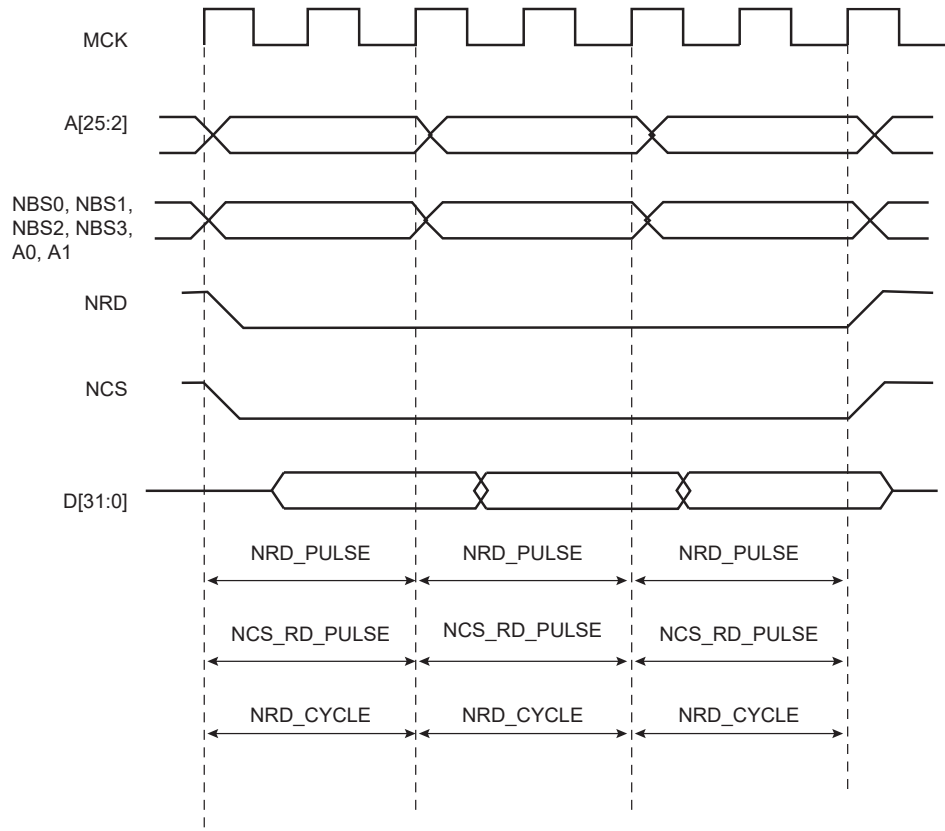 MCK
A[25:2]
NBS0, NBS1,
NBS2, NBS3,
A0, A1
NRD
NCS
D[31:0]
NRD_PULSE NRD_PULSE NRD_PULSE
NCS_RD_PULSE NCS_RD_PULSE NCS_RD_PULSE
NRD_CYCLE NRD_CYCLE NRD_CYCLE